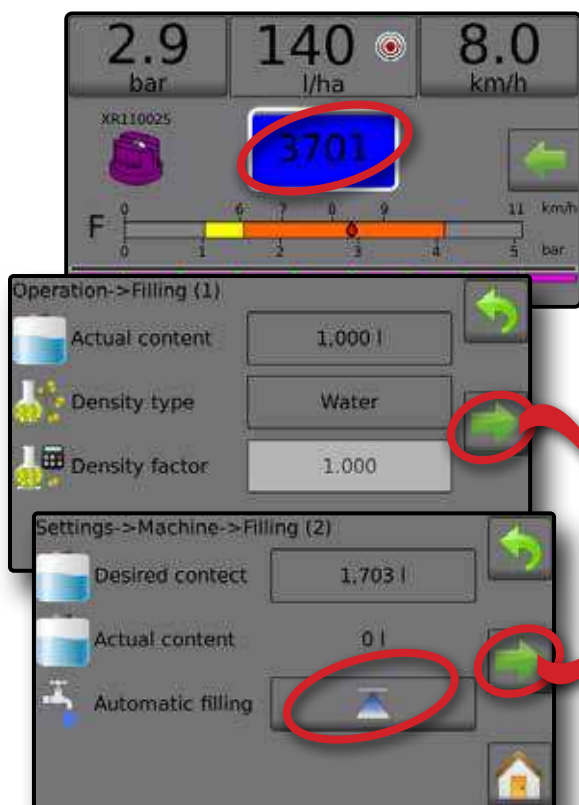 2.9 140 8.0
bar l/ha km/h
XR110025
3701
0 6 7 8 9 11 km/h
F
0 1 2 3 4 5 bar
Operation->Filling (1)
Actual content 1,000 l
Density type Water
Density factor 1.000
Settings->Machine->Filling (2)
Desired contect 1,703 l
Actual content 0 l
Automatic filling